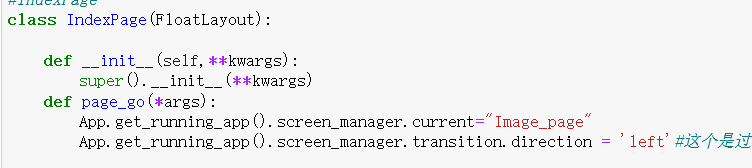 #IndexPage
class IndexPage(FloatLayout):
def __init__(self,**kwargs):
super().__init__(**kwargs)
def page_go(*args):
App.get_running_app().screen_manager.current="Image_page"
App.get_running_app().screen_manager.transition.direction = 'left'#这个是过